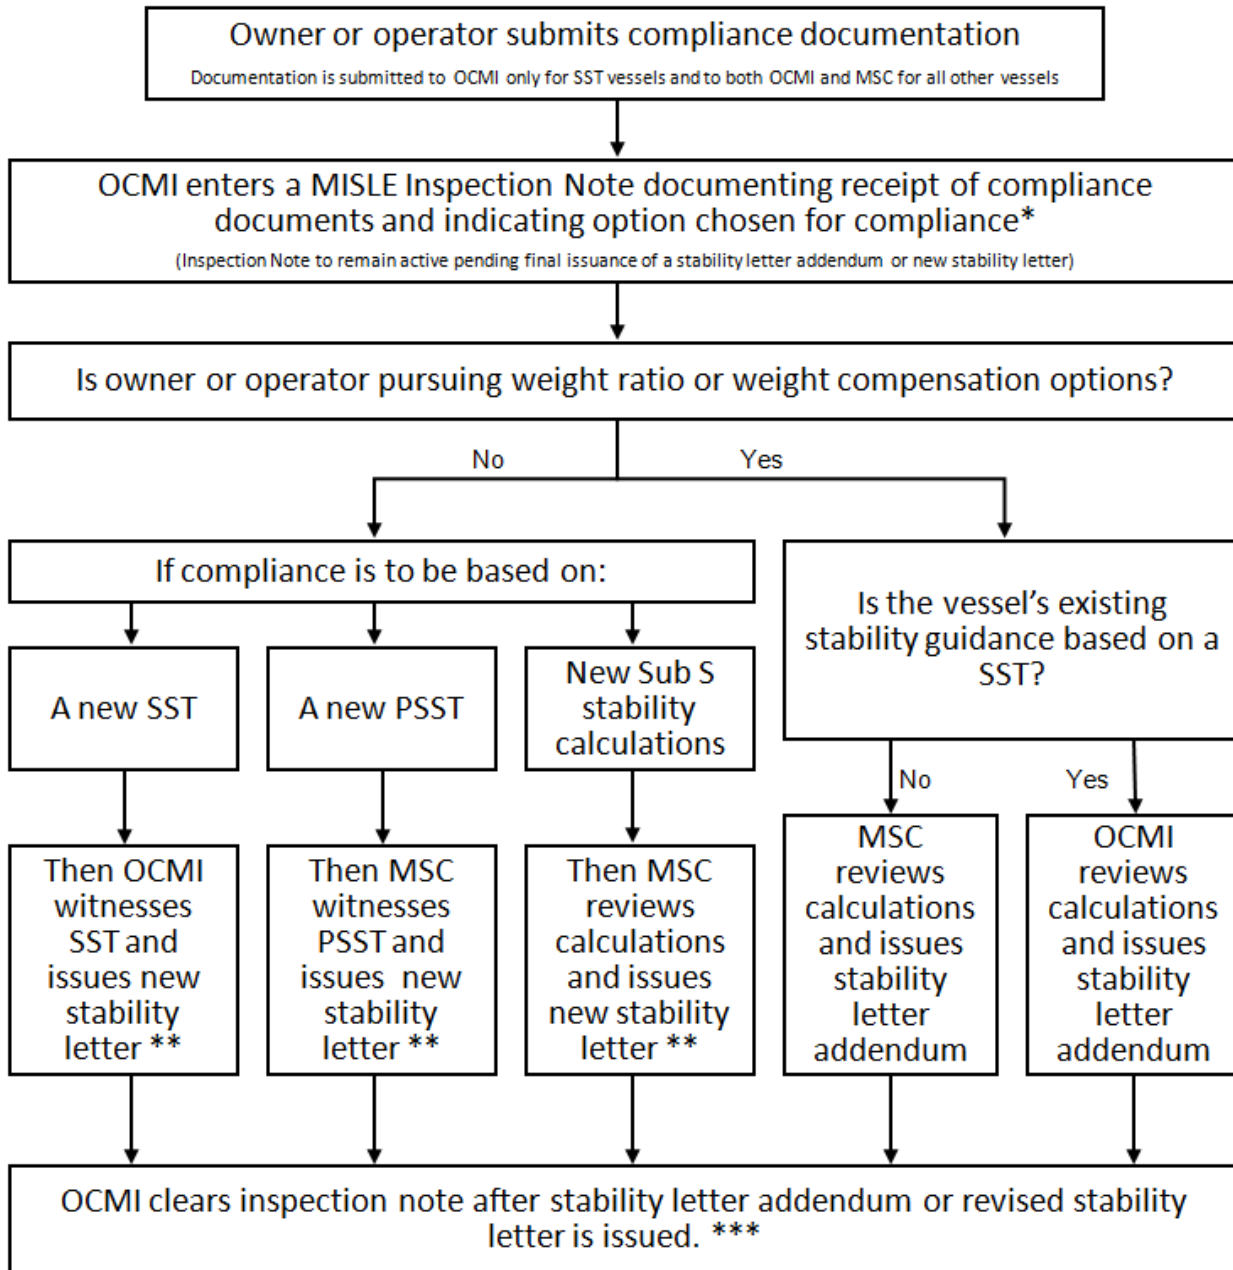 Owner or operator submits compliance documentation
Documentation is submitted to OCMI only for SST vessels and to both OCMI and MSC for all other vessels
OCMI enters a MISLE Inspection Note documenting receipt of compliance
documents and indicating option chosen for compliance*
(Inspection Note to remain active pending final issuance of a stability letter addendum or new stability letter)
Is owner or operator pursuing weight ratio or weight compensation options?
No
Yes
If compliance is to be based on:
A new SST
A new PSST
New Sub S
stability
calculations
Is the vessel's existing
stability guidance based on a
SST?
No
Yes
Then OCMI
witnesses
SST and
issues new
stability
letter **
Then MSC
witnesses
PSST and
issues new
stability
letter **
Then MSC
reviews
calculations
and issues
new stability
letter **
MSC
reviews
calculations
and issues
stability
letter
addendum
OCMI
reviews
calculations
and issues
stability
letter
addendum
OCMI clears inspection note after stability letter addendum or revised stability
letter is issued. ***